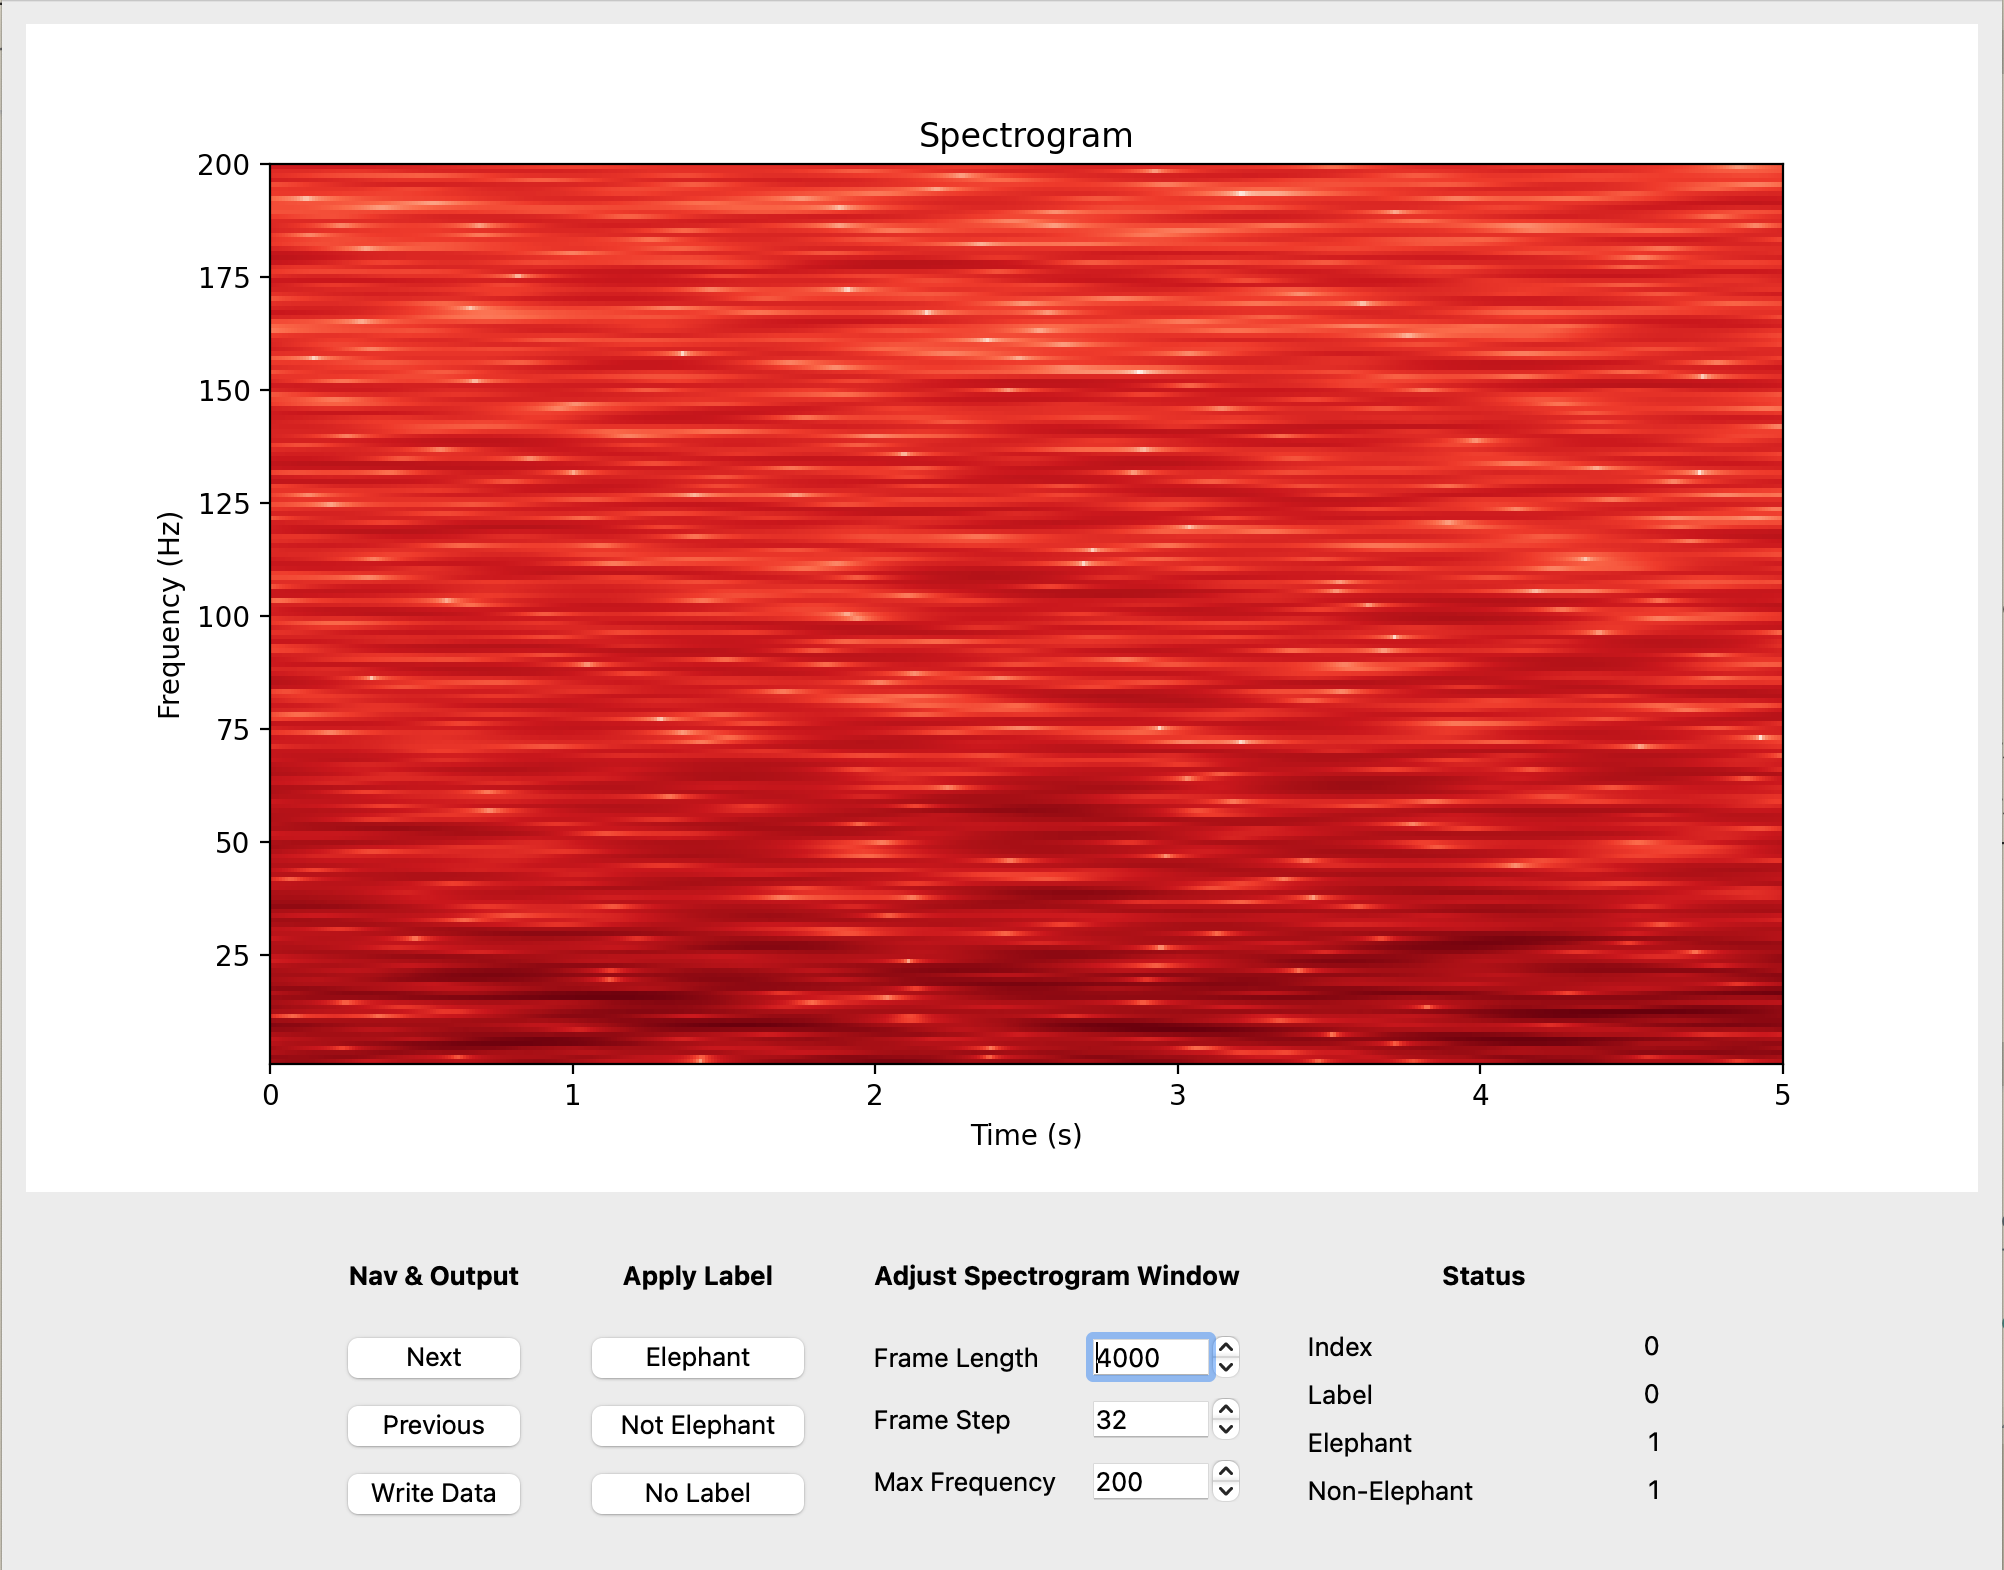 Spectrogram
200
175
150
125
100
75
50
25
Frequency (Hz)
0 1 2 3 4 5
Time (s)
Nav & Output
Next
Previous
Write Data
Apply Label
Elephant
Not Elephant
No Label
Adjust Spectrogram Window
Frame Length 4000
Frame Step 32
Max Frequency 200
Status
Index 0
Label 0
Elephant 1
Non-Elephant 1